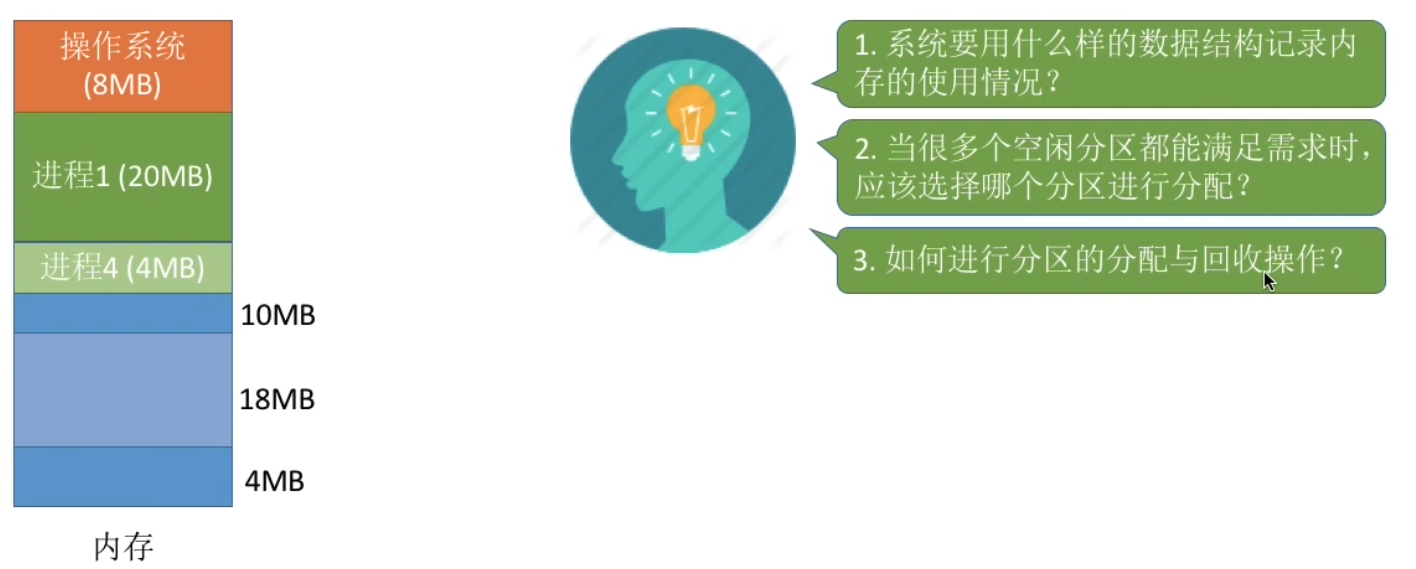 操作系统
(8MB)
进程1 (20MB)
进程4 (4MB)
10MB
18MB
4MB
内存
1. 系统要用什么样的数据结构记录内
存的使用情况？
2. 当很多个空闲分区都能满足需求时，
应该选择哪个分区进行分配？
3. 如何进行分区的分配与回收操作？